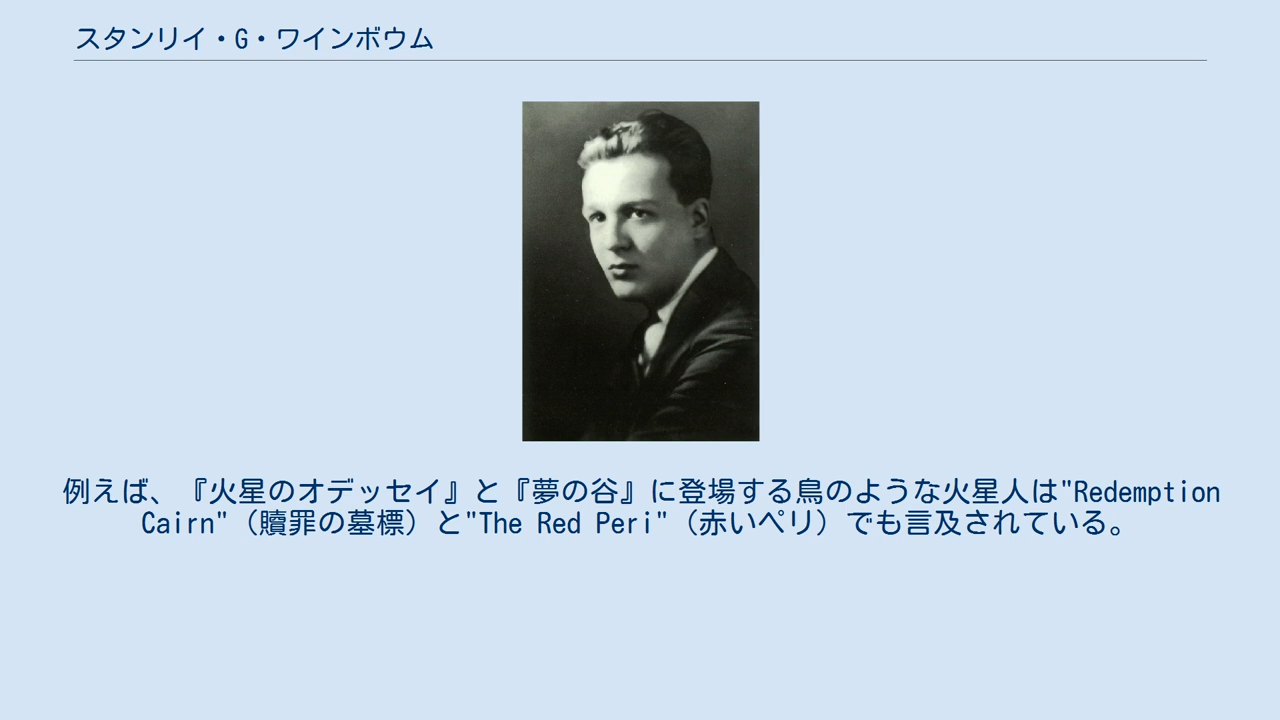 スタンリイ・G・ワインボウム
例えば、『火星のオデッセイ』と『夢の谷』に登場する鳥のような火星人は"Redemption
Cairn"（贖罪の墓標）と"The Red Peri"（赤いペリ）でも言及されている。